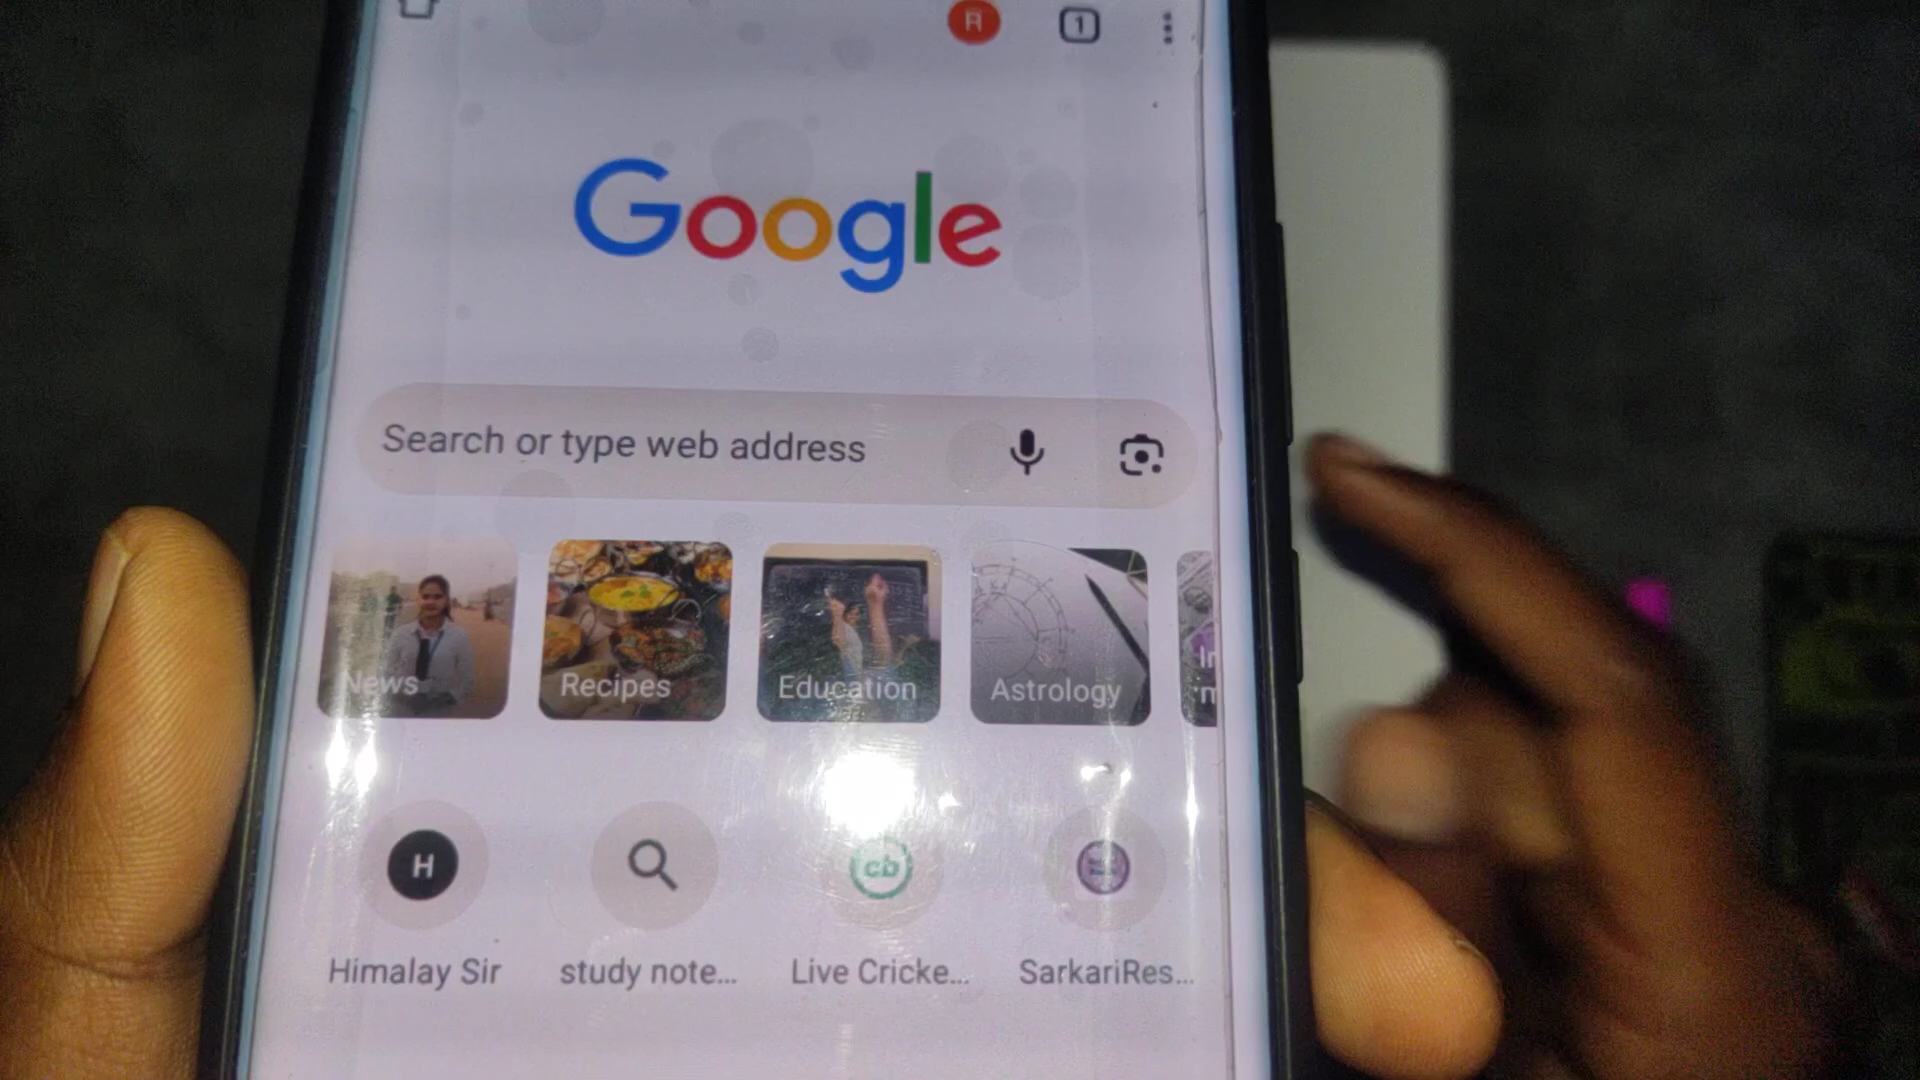 R 1
Google
Search or type web address
News Recipes Education Astrology
H cb
Himalay Sir study note... Live Cricke... SarkariRes...